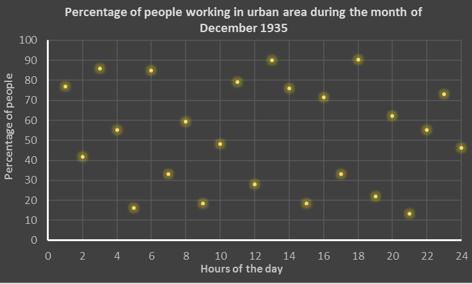 Percentage of people working in urban area during the month of
December 1935
100
90
80
70
60
50
40
30
20
10
0
Percentage of people
0 2 4 6 8 10 12 14 16 18 20 22 24
Hours of the day